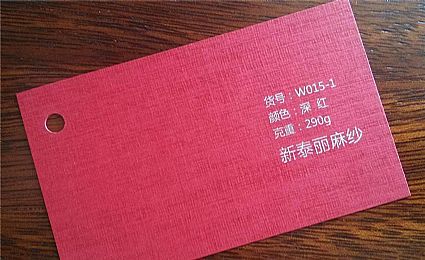 货号：W015-1
颜色：深 红
克重：290g
新泰丽麻纱